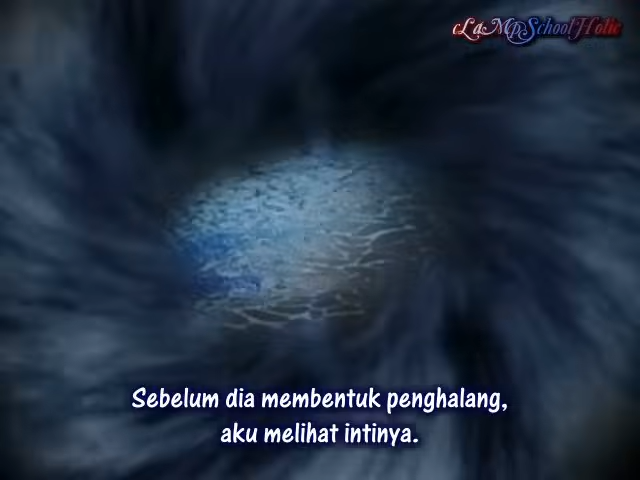 cLaMpSchoolHolic
Sebelum dia membentuk penghalang,
aku melihat intinya.